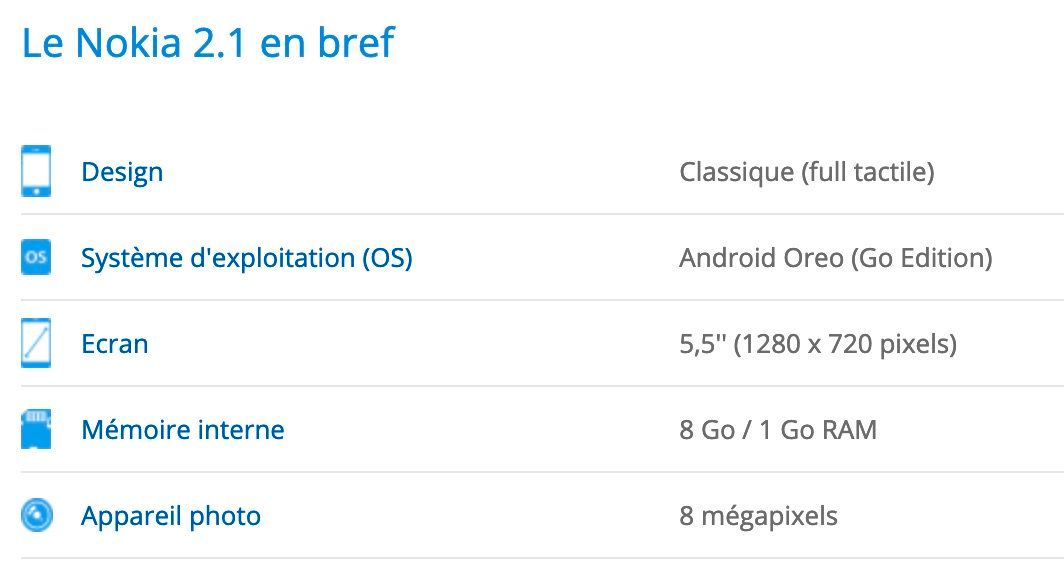 Le Nokia 2.1 en bref
Design Classique (full tactile)
OS Système d'exploitation (OS) Android Oreo (Go Edition)
Ecran 5,5'' (1280 x 720 pixels)
Mémoire interne 8 Go / 1 Go RAM
Appareil photo 8 mégapixels